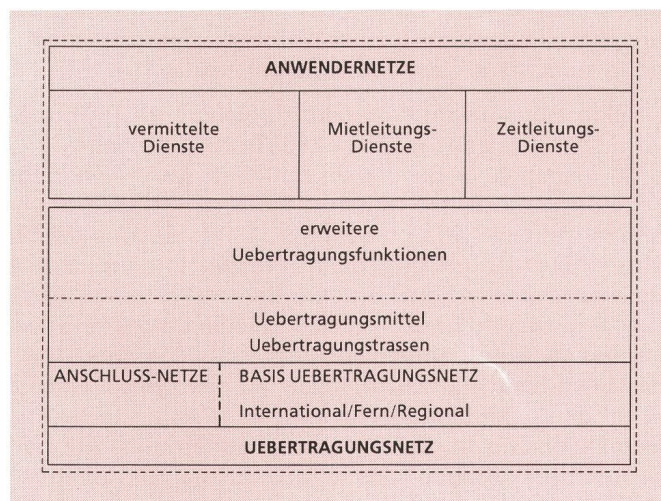 ANWENDERNETZE
vermittelte
Dienste
Mietleitungs-
Dienste
Zeitleitungs-
Dienste
erweitere
Uebertragungsfunktionen
Uebertragungsmittel
Uebertragungstrassen
ANSCHLUSS-NETZE
BASIS UEBERTRAGUNGSNETZ
International/Fern/Regional
UEBERTRAGUNGSNETZ